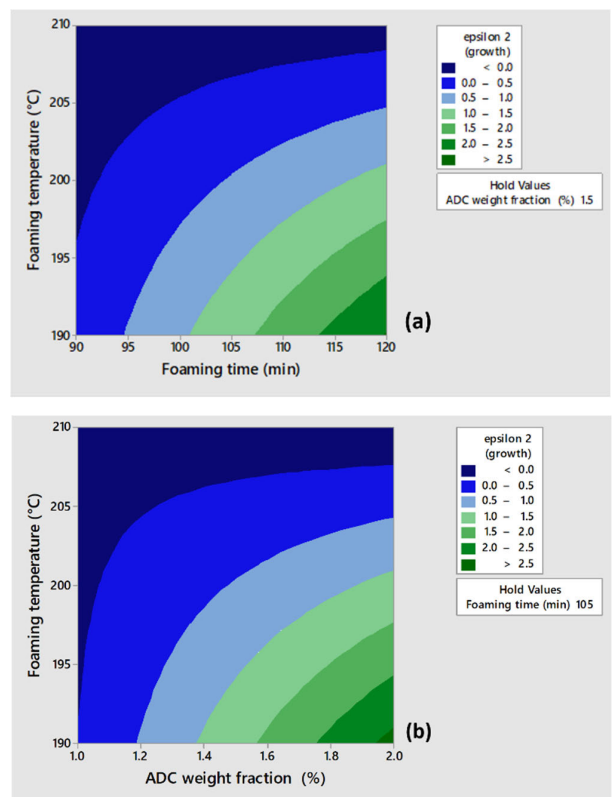 210
205
200
195
190
Foaming temperature (°C)
90 95 100 105 110 115 120
Foaming time (min)
epsilon 2
(growth)
< 0.0
0.0 – 0.5
0.5 – 1.0
1.0 – 1.5
1.5 – 2.0
2.0 – 2.5
> 2.5
Hold Values
ADC weight fraction (%) 1.5
(a)
210
205
200
195
190
Foaming temperature (°C)
1.0 1.2 1.4 1.6 1.8 2.0
ADC weight fraction (%)
epsilon 2
(growth)
< 0.0
0.0 – 0.5
0.5 – 1.0
1.0 – 1.5
1.5 – 2.0
2.0 – 2.5
> 2.5
Hold Values
Foaming time (min) 105
(b)